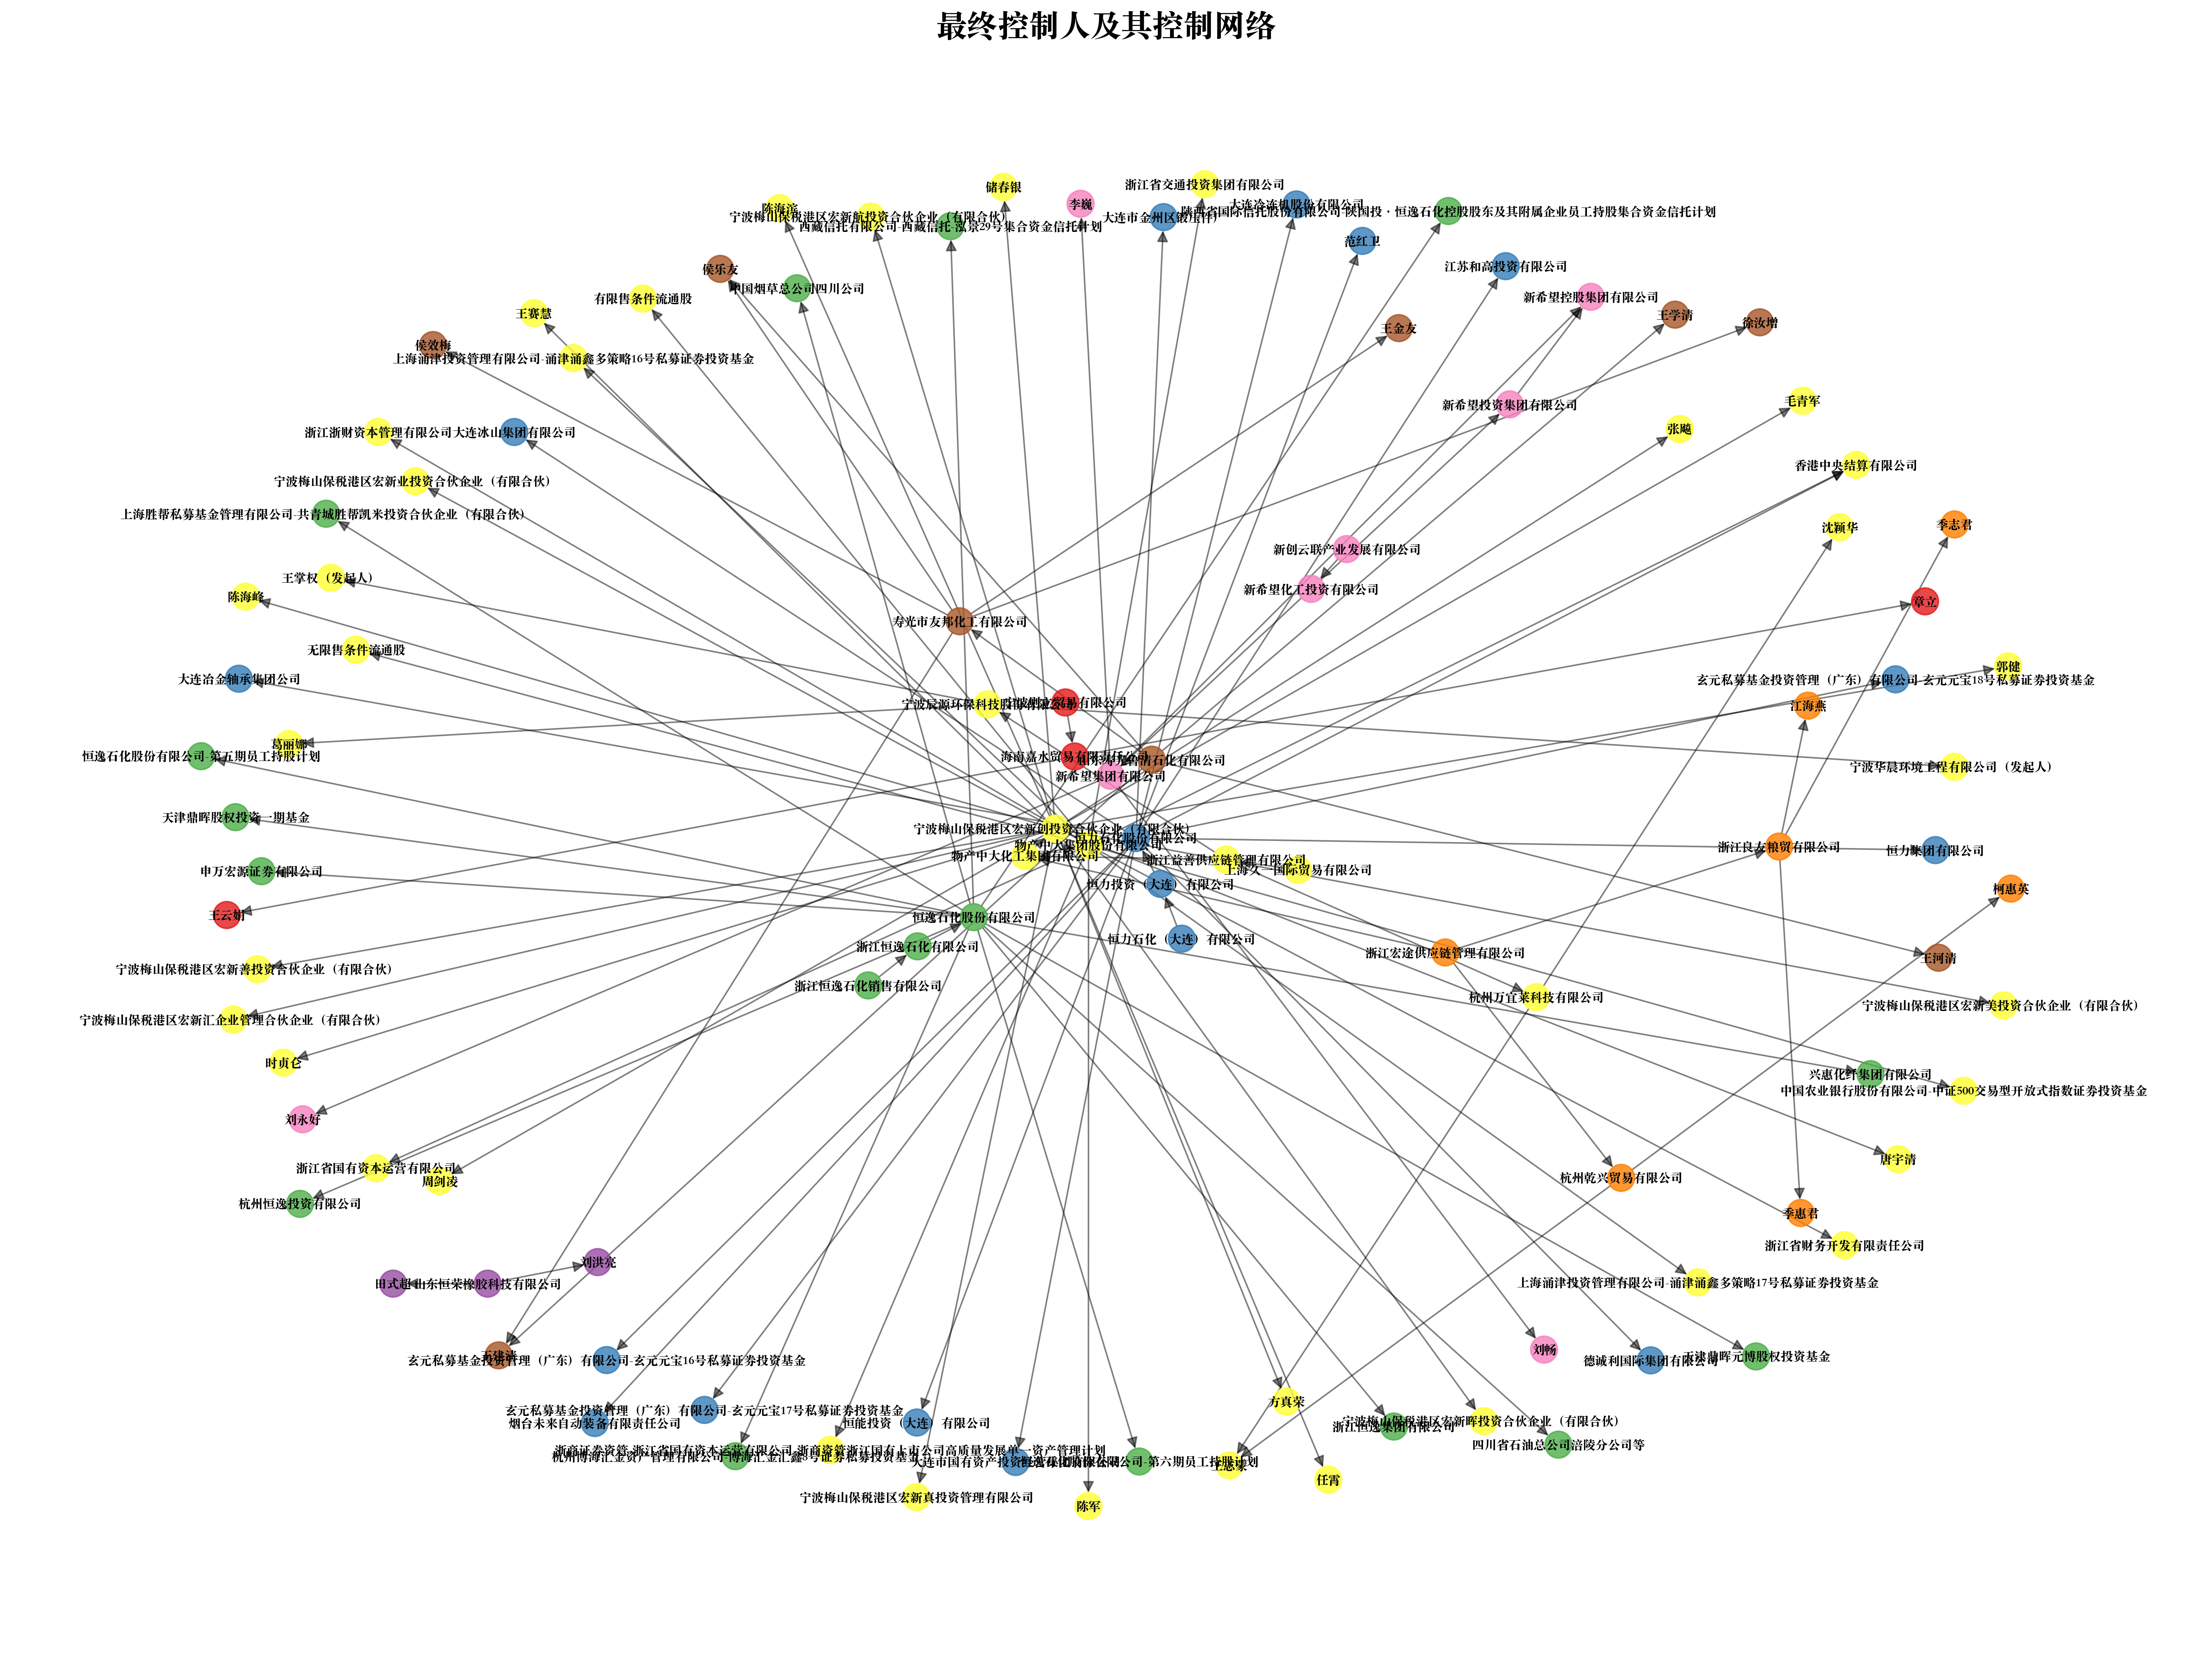 最终控制人及其控制网络
储春银
浙江省交通投资集团有限公司
李巍
大连冷冻机股份有限公司
陈海滨
宁波梅山保税港区宏新航投资合伙企业（有限合伙）
陕西省国际信托股份有限公司-陕国投·恒逸石化控股股东及其附属企业员工持股集合资金信托计划
大连市金州区锻压件厂
西藏信托有限公司-西藏信托-泓景29号集合资金信托计划
范红卫
江苏和高投资有限公司
侯乐友
中国烟草总公司四川公司
有限售条件流通股
新希望控股集团有限公司
王赛慧
王学清
徐汝增
王金友
侯效梅
上海涌津投资管理有限公司-涌津涌鑫多策略16号私募证券投资基金
毛青军
新希望投资集团有限公司
张飚
浙江浙财资本管理有限公司
大连冰山集团有限公司
香港中央结算有限公司
宁波梅山保税港区宏新业投资合伙企业（有限合伙）
上海胜帮私募基金管理有限公司-共青城胜帮凯米投资合伙企业（有限合伙）
季志君
沈颖华
新创云联产业发展有限公司
王掌权（发起人）
新希望化工投资有限公司
陈海峰
章立
寿光市友邦化工有限公司
无限售条件流通股
郭健
大连冶金轴承集团公司
玄元私募基金投资管理（广东）有限公司-玄元元宝18号私募证券投资基金
宁波辰源环保科技股份有限公司
江海燕
葛丽娜
恒逸石化股份有限公司-第五期员工持股计划
海南嘉水贸易有限责任公司
宁波华晨环境工程有限公司（发起人）
新希望集团有限公司
天津鼎晖股权投资一期基金
宁波梅山保税港区宏新创投资合伙企业（有限合伙）
恒力石化股份有限公司
物产中大集团股份有限公司
浙江良友粮贸有限公司
恒力集团有限公司
物产中大化工集团有限公司
浙江益善供应链管理有限公司
上海久一国际贸易有限公司
申万宏源证券有限公司
恒力投资（大连）有限公司
柯惠英
王云娟
恒逸石化股份有限公司
恒力石化（大连）有限公司
浙江恒逸石化有限公司
浙江宏途供应链管理有限公司
王河清
宁波梅山保税港区宏新善投资合伙企业（有限合伙）
浙江恒逸石化销售有限公司
杭州万宜莱科技有限公司
宁波梅山保税港区宏新美投资合伙企业（有限合伙）
宁波梅山保税港区宏新汇企业管理合伙企业（有限合伙）
时贞仑
兴惠化纤集团有限公司
中国农业银行股份有限公司-中证500交易型开放式指数证券投资基金
刘永好
唐宇清
浙江省国有资本运营有限公司
周剑凌
杭州乾兴贸易有限公司
杭州恒逸投资有限公司
季惠君
浙江省财务开发有限责任公司
刘洪亮
田式超
山东恒荣橡胶科技有限公司
上海涌津投资管理有限公司-涌津涌鑫多策略17号私募证券投资基金
刘畅
玄元私募基金投资管理（广东）有限公司-玄元元宝16号私募证券投资基金
德诚利国际集团有限公司
天津鼎晖元博股权投资基金
方真荣
玄元私募基金投资管理（广东）有限公司-玄元元宝17号私募证券投资基金
烟台未来自动装备有限责任公司
恒能投资（大连）有限公司
宁波梅山保税港区宏新晖投资合伙企业（有限合伙）
浙江恒逸集团有限公司
四川省石油总公司涪陵分公司等
浙商证券资管-浙江省国有资本运营有限公司-浙商资管浙江国有上市公司高质量发展单一资产管理计划
杭州博海汇金资产管理有限公司-博海汇金汇鑫8号证券私募投资基金
恒逸石化股份有限公司-第六期员工持股计划
任霄
宁波梅山保税港区宏新真投资管理有限公司
陈军